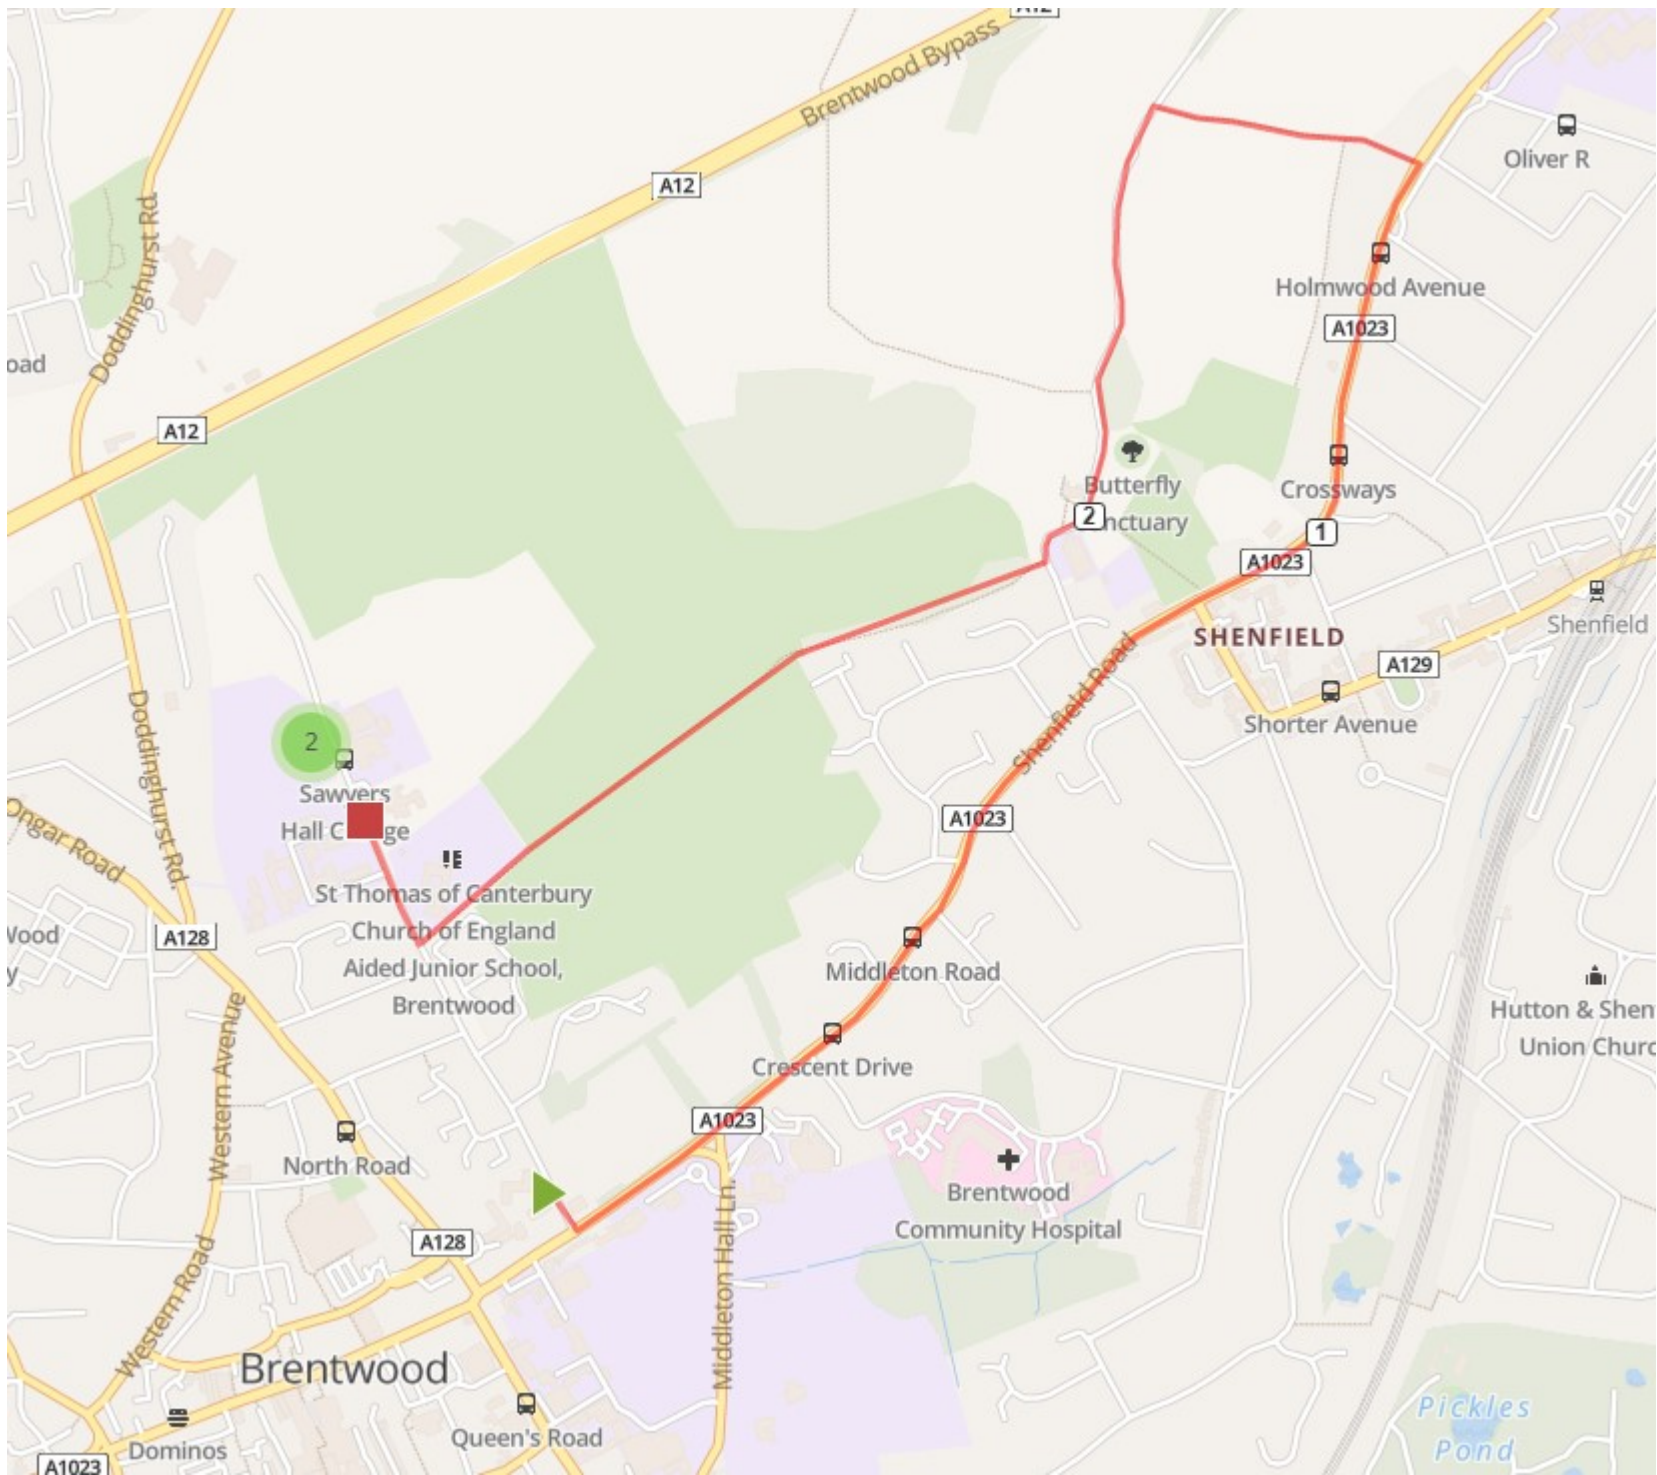 A12
Brentwood Bypass
Oliver R
A12
Doddinghurst Rd.
Holmwood Avenue
A1023
oad
A12
Butterfly
Crossways
2
nctuary
1
A1023
SHENFIELD
Shenfield
A129
Shenfield Road
Shorter Avenue
Doddinghurst Rd.
2
Sawyers
Hall C ge
Ongar Road
A1023
St Thomas of Canterbury
Church of England
Aided Junior School,
Brentwood
Wood
y
A128
Middleton Road
Western Avenue
Hutton & Shen
Union Churc
Crescent Drive
A1023
North Road
Brentwood
Community Hospital
A128
Middleton Hall Ln.
Western Road
Brentwood
Pickles
Pond
Queen's Road
Dominos
A1023